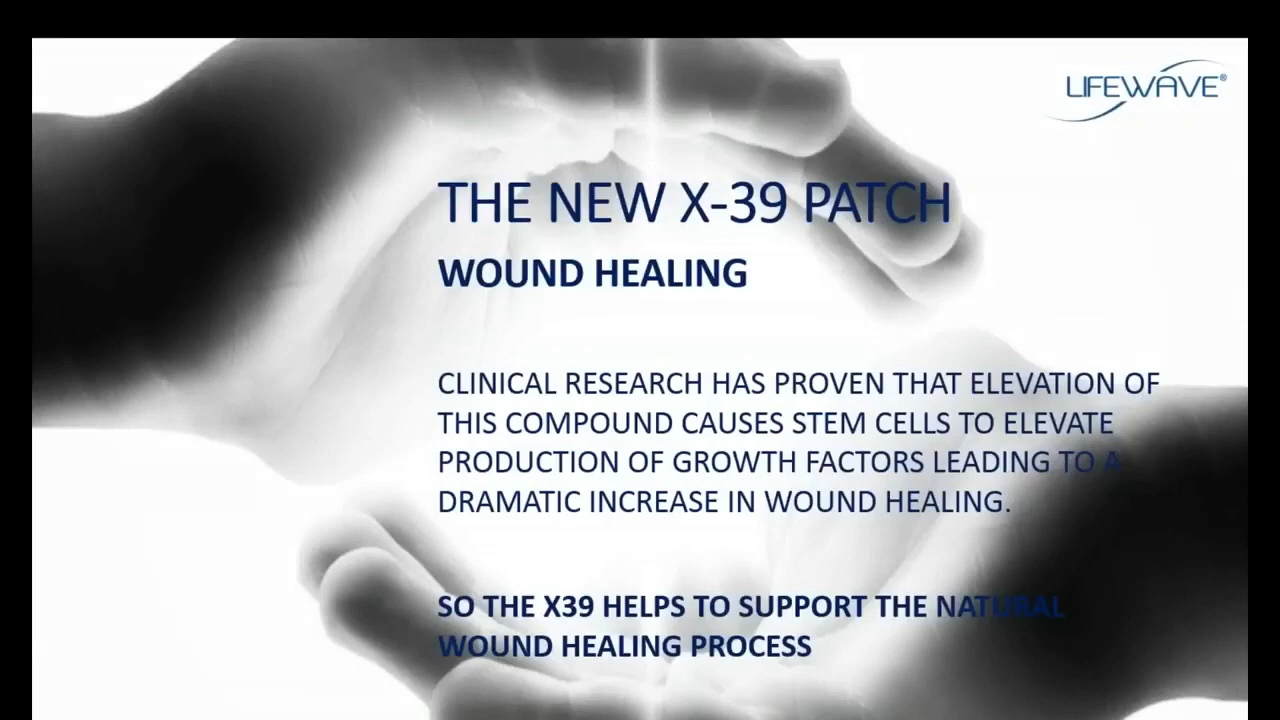 LIFEWAVE®
THE NEW X-39 PATCH
WOUND HEALING
CLINICAL RESEARCH HAS PROVEN THAT ELEVATION OF
THIS COMPOUND CAUSES STEM CELLS TO ELEVATE
PRODUCTION OF GROWTH FACTORS LEADING TO A
DRAMATIC INCREASE IN WOUND HEALING.
SO THE X39 HELPS TO SUPPORT THE NATURAL
WOUND HEALING PROCESS